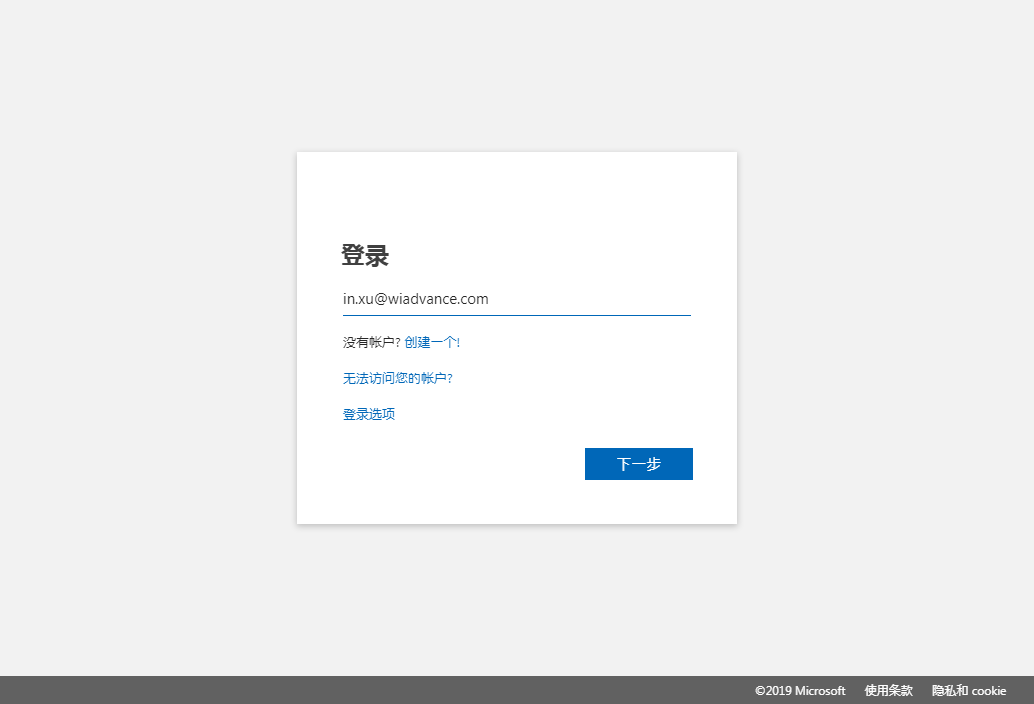 登录
in.xu@wiadvance.com
没有帐户? 创建一个!
无法访问您的帐户?
登录选项
下一步
©2019 Microsoft 使用条款 隐私和 cookie